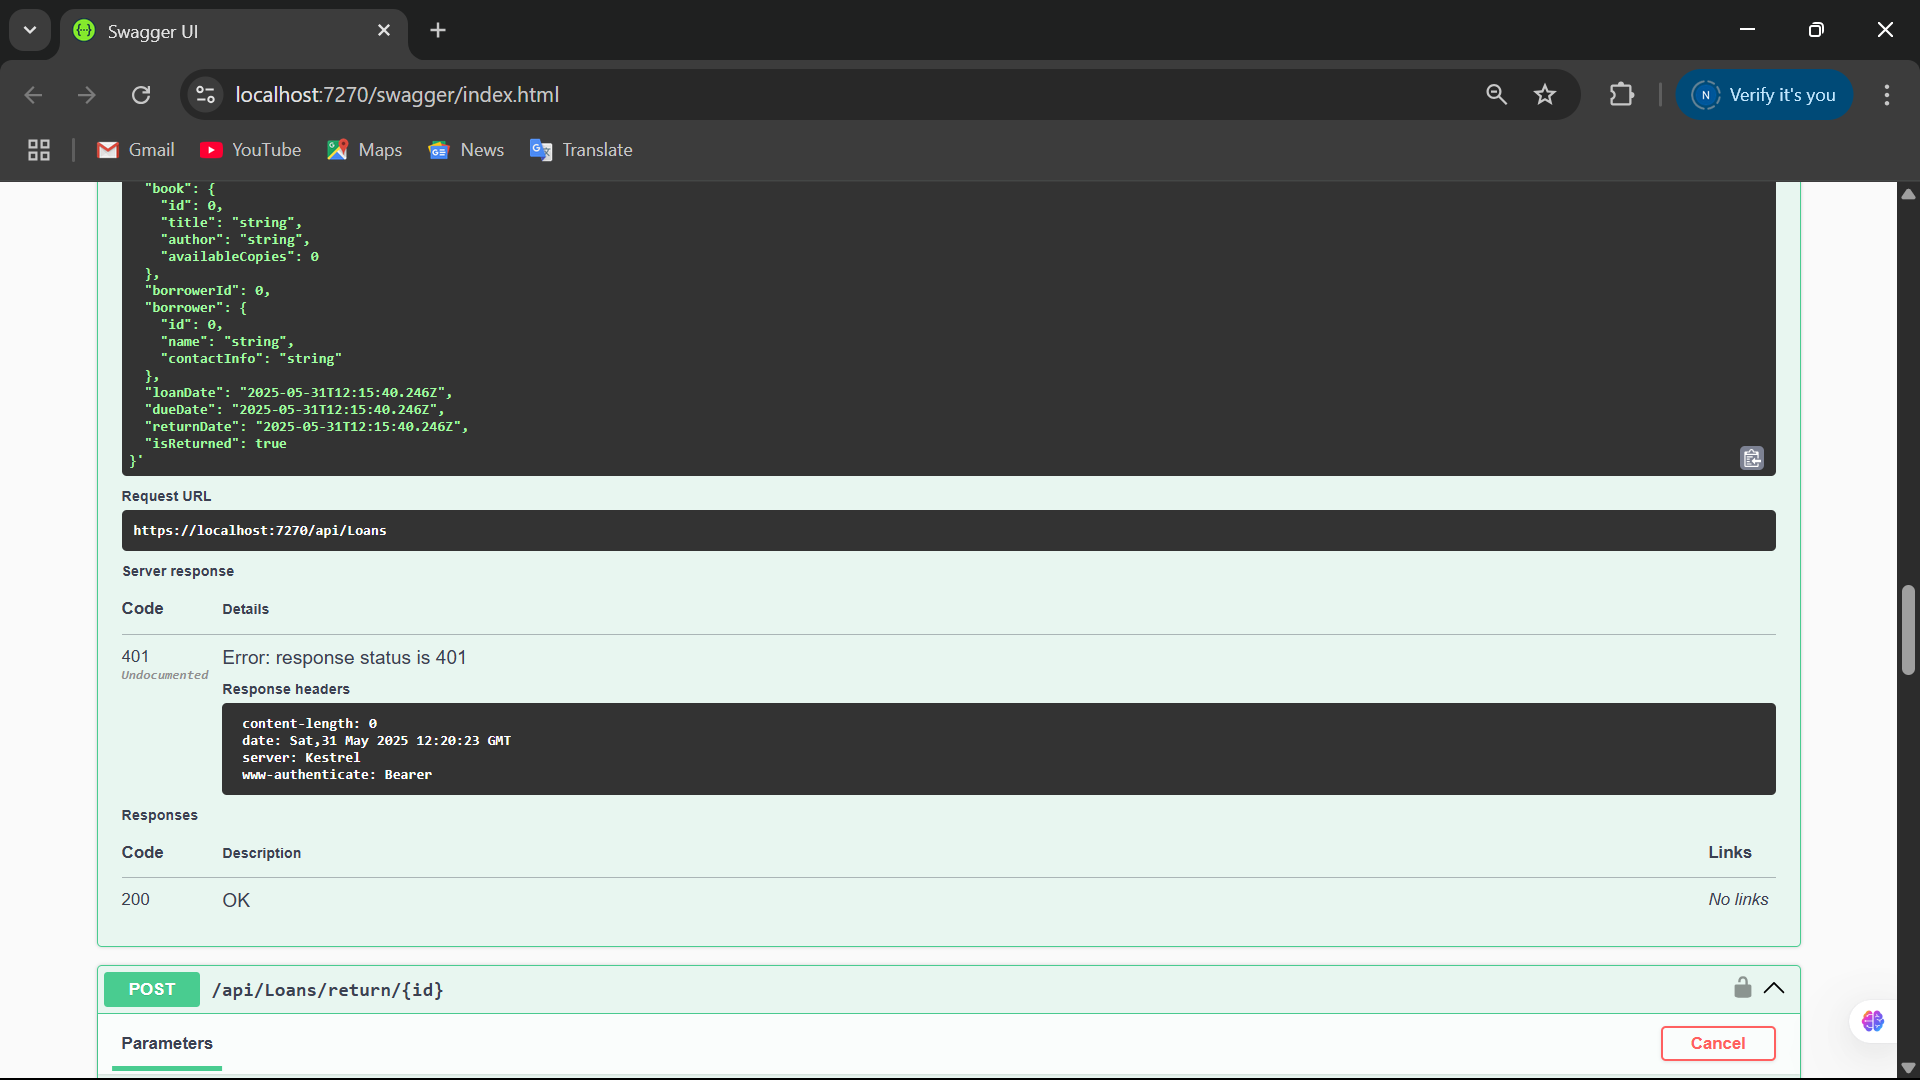 Swagger UI
localhost:7270/swagger/index.html
N
Verify it's you
Gmail
YouTube
Maps
News
Translate
"book": {
"id": 0,
"title": "string",
"author": "string",
"availableCopies": 0
},
"borrowerId": 0,
"borrower": {
"id": 0,
"name": "string",
"contactInfo": "string"
},
"loanDate": "2025-05-31T12:15:40.246Z",
"dueDate": "2025-05-31T12:15:40.246Z",
"returnDate": "2025-05-31T12:15:40.246Z",
"isReturned": true
}'
Request URL
https://localhost:7270/api/Loans
Server response
Code Details
401 Error: response status is 401
Undocumented
Response headers
content-length: 0
date: Sat,31 May 2025 12:20:23 GMT
server: Kestrel
www-authenticate: Bearer
Responses
Code Description Links
200 OK No links
POST /api/Loans/return/{id}
Parameters Cancel